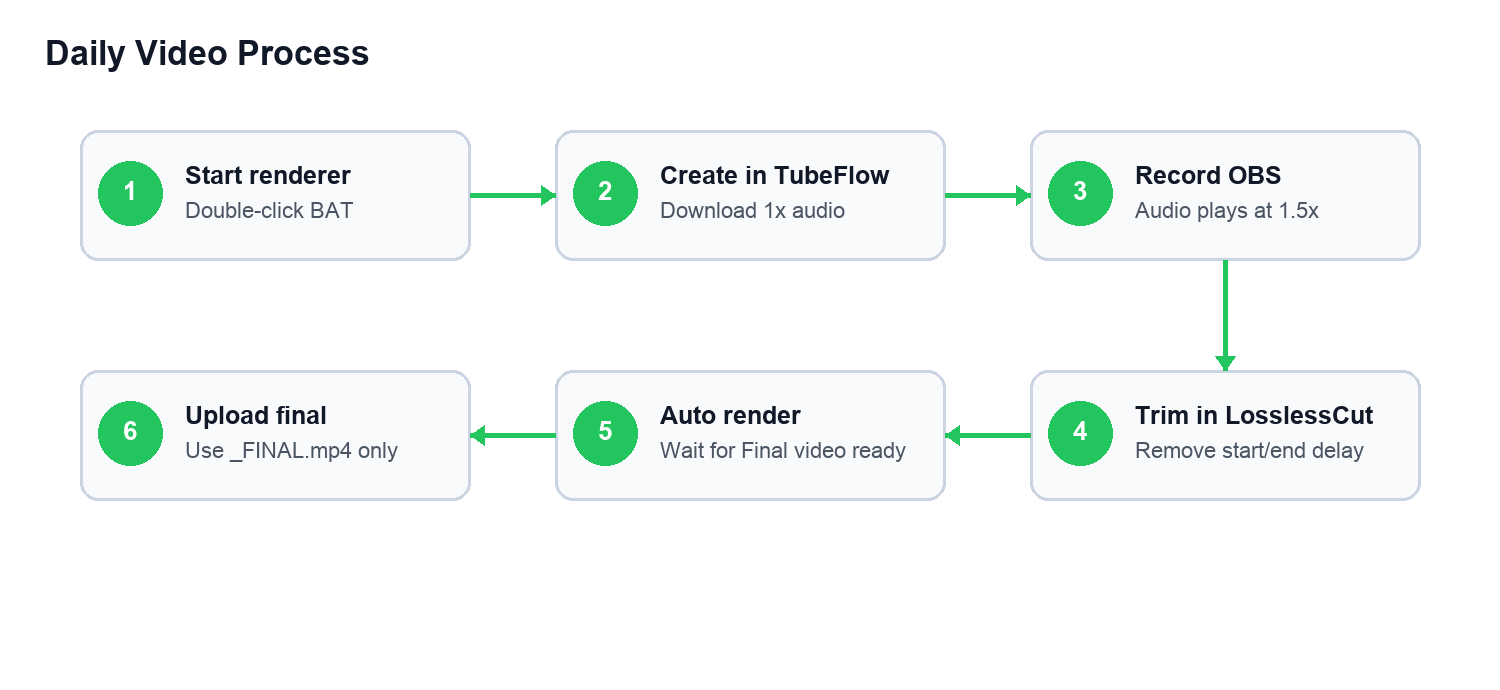 Daily Video Process
1
Start renderer
Double-click BAT
2
Create in TubeFlow
Download 1x audio
3
Record OBS
Audio plays at 1.5x
4
Trim in LosslessCut
Remove start/end delay
5
Auto render
Wait for Final video ready
6
Upload final
Use _FINAL.mp4 only